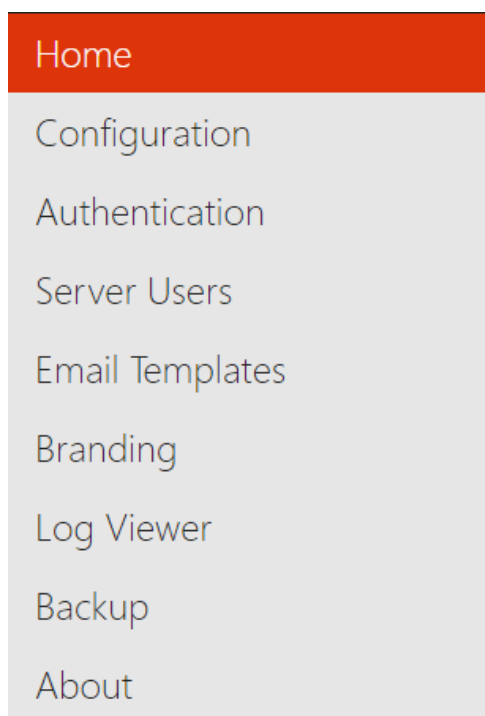 Home
Configuration
Authentication
Server Users
Email Templates
Branding
Log Viewer
Backup
About